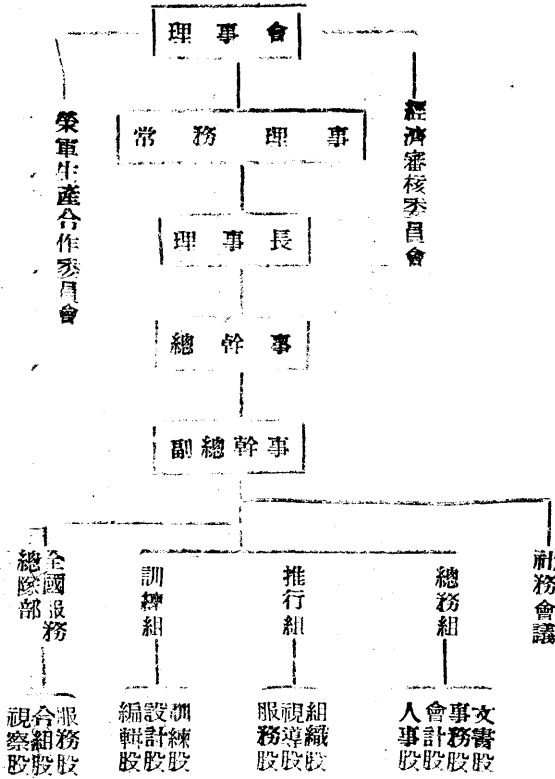 理事會
經濟審核委員會
榮軍生產合作委員會
常務理事
理事長
總幹事
副總幹事
社務會議
總務組
推行組
訓練組
全國服務
總隊部
文書股
事務股
會計股
人事股
組織股
視導股
服務股
訓練股
設計股
編輯股
服務股
合組股
視察股